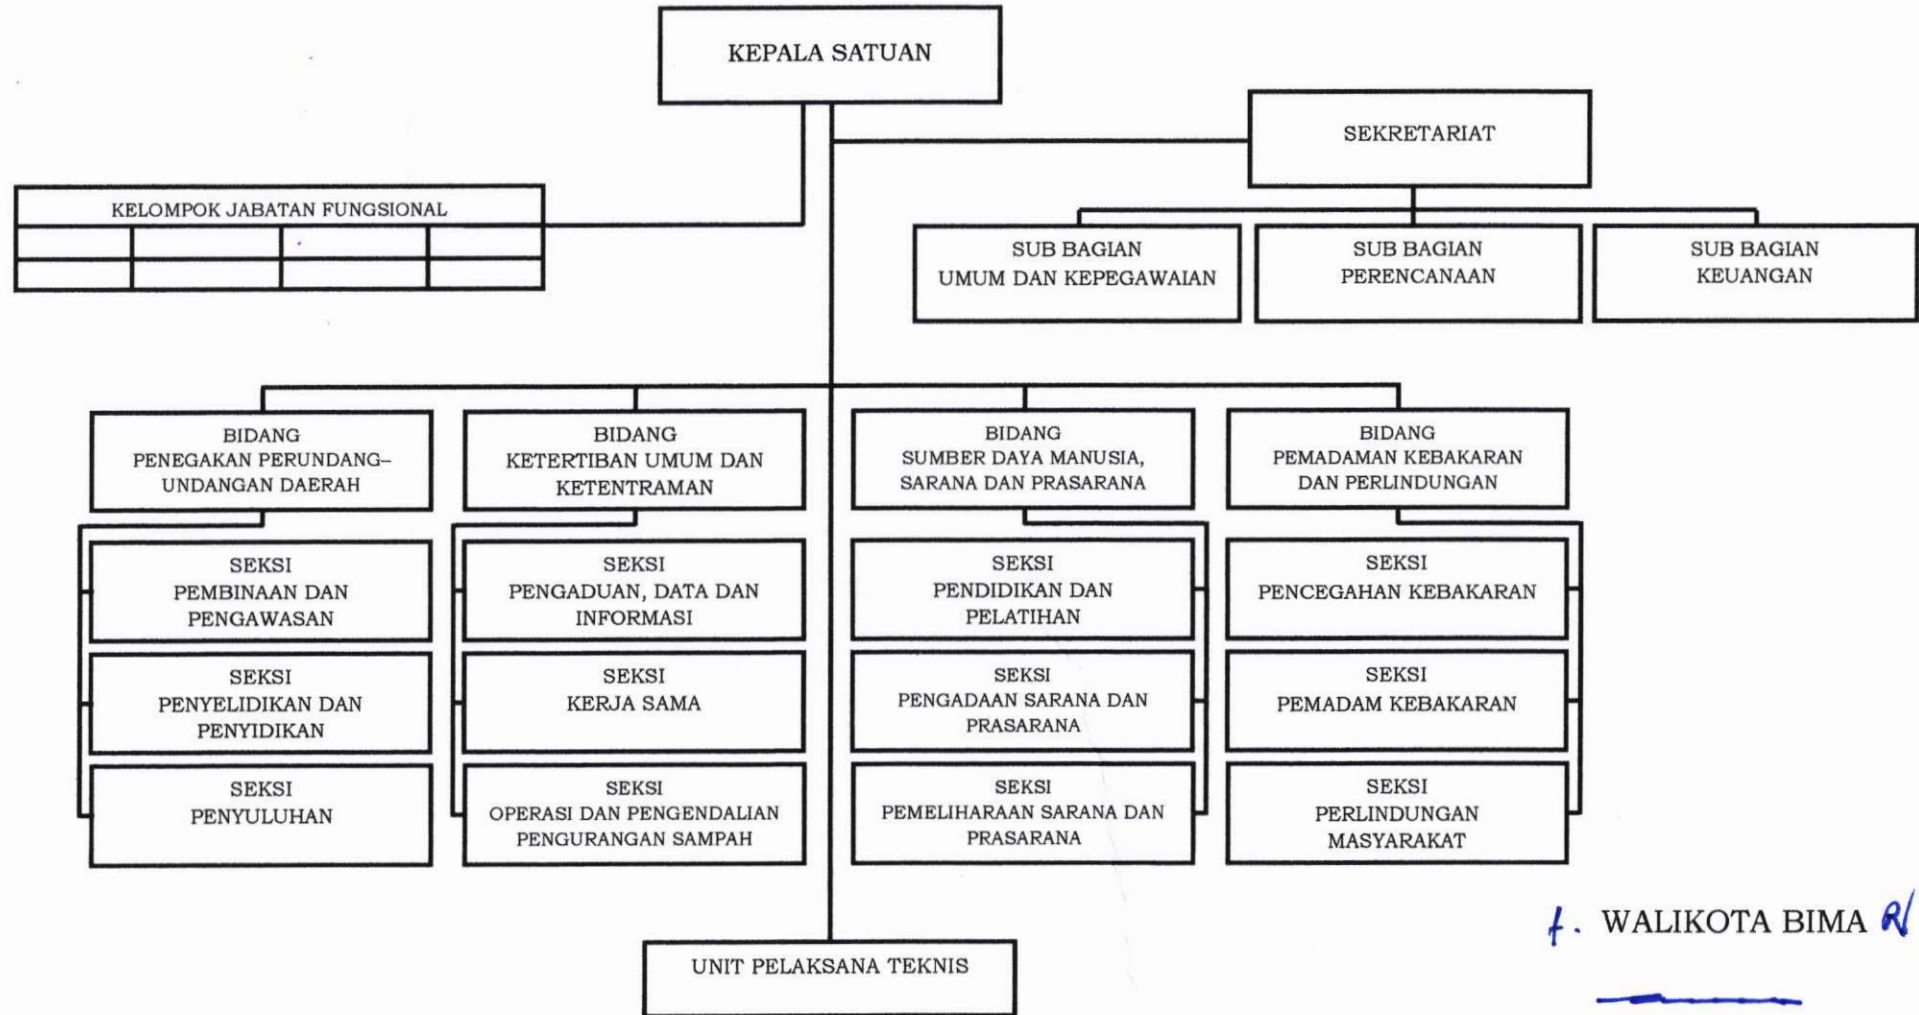 KEPALA SATUAN
SEKRETARIAT
KELOMPOK JABATAN FUNGSIONAL
SUB BAGIAN
UMUM DAN KEPEGAWAIAN
SUB BAGIAN
PERENCANAAN
SUB BAGIAN
KEUANGAN
BIDANG
PENEGAKAN PERUNDANG–
UNDANGAN DAERAH
BIDANG
KETERTIBAN UMUM DAN
KETENTRAMAN
BIDANG
SUMBER DAYA MANUSIA,
SARANA DAN PRASARANA
BIDANG
PEMADAMAN KEBAKARAN
DAN PERLINDUNGAN
SEKSI
PEMBINAAN DAN
PENGAWASAN
SEKSI
PENGADUAN, DATA DAN
INFORMASI
SEKSI
PENDIDIKAN DAN
PELATIHAN
SEKSI
PENCEGAHAN KEBAKARAN
SEKSI
PENYELIDIKAN DAN
PENYIDIKAN
SEKSI
KERJA SAMA
SEKSI
PENGADAAN SARANA DAN
PRASARANA
SEKSI
PEMADAM KEBAKARAN
SEKSI
PENYULUHAN
SEKSI
OPERASI DAN PENGENDALIAN
PENGURANGAN SAMPAH
SEKSI
PEMELIHARAAN SARANA DAN
PRASARANA
SEKSI
PERLINDUNGAN
MASYARAKAT
WALIKOTA BIMA
UNIT PELAKSANA TEKNIS